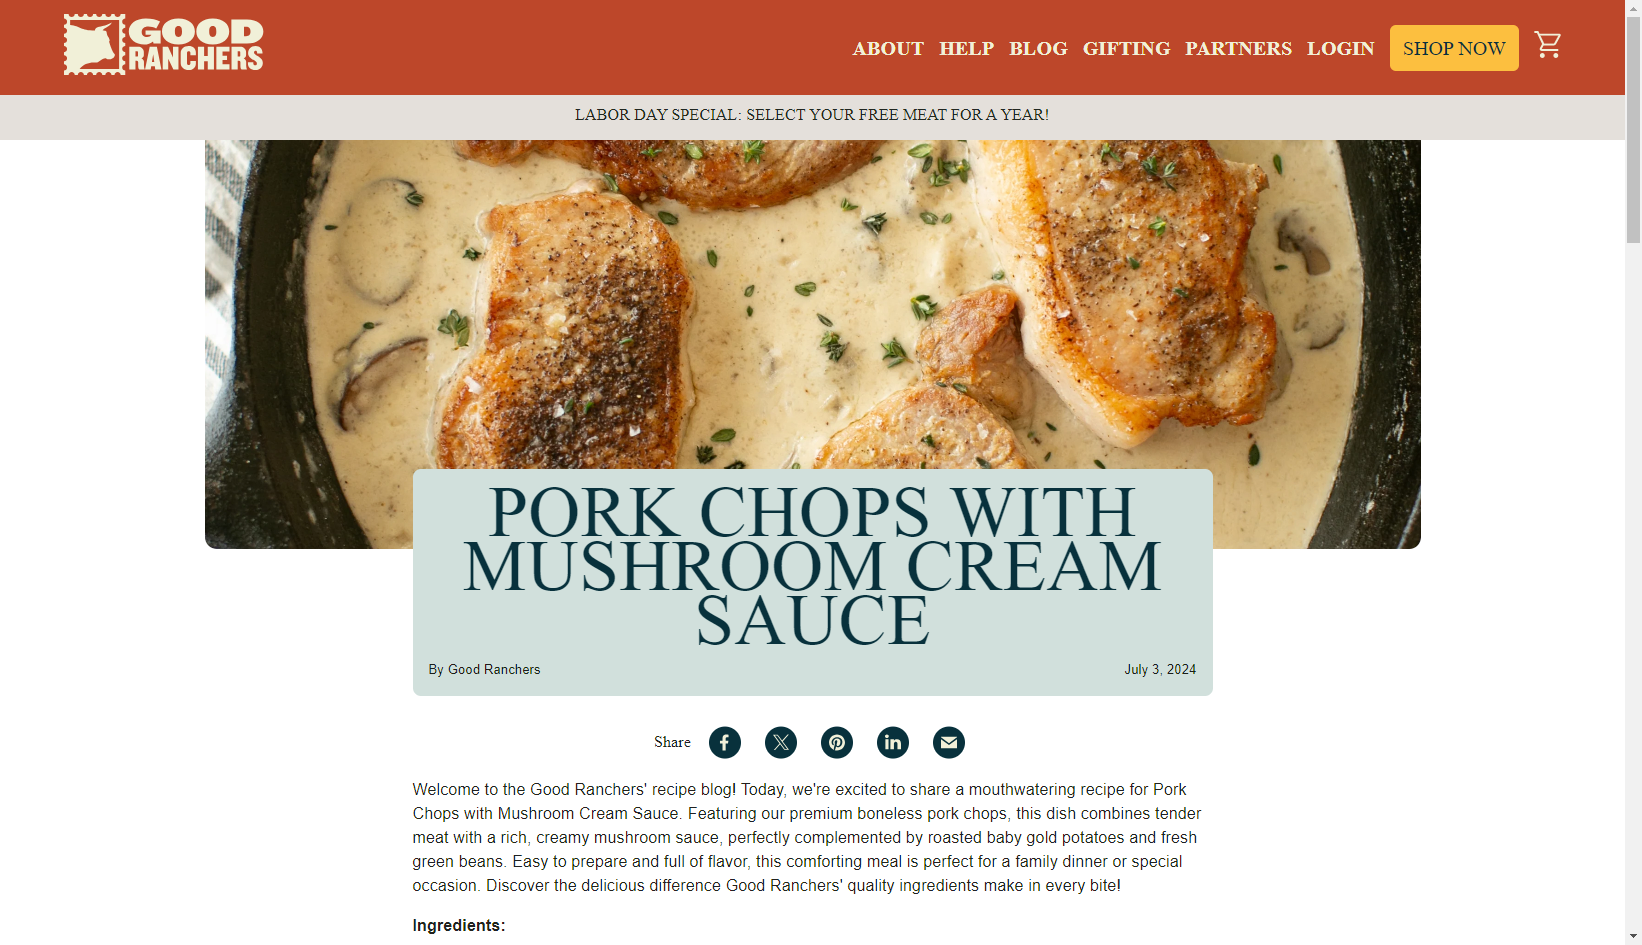 GOOD
RANCHERS
ABOUT HELP BLOG GIFTING PARTNERS LOGIN SHOP NOW
LABOR DAY SPECIAL: SELECT YOUR FREE MEAT FOR A YEAR!
PORK CHOPS WITH
MUSHROOM CREAM
SAUCE
By Good Ranchers July 3, 2024
Share
Welcome to the Good Ranchers' recipe blog! Today, we're excited to share a mouthwatering recipe for Pork
Chops with Mushroom Cream Sauce. Featuring our premium boneless pork chops, this dish combines tender
meat with a rich, creamy mushroom sauce, perfectly complemented by roasted baby gold potatoes and fresh
green beans. Easy to prepare and full of flavor, this comforting meal is perfect for a family dinner or special
occasion. Discover the delicious difference Good Ranchers' quality ingredients make in every bite!
Ingredients: